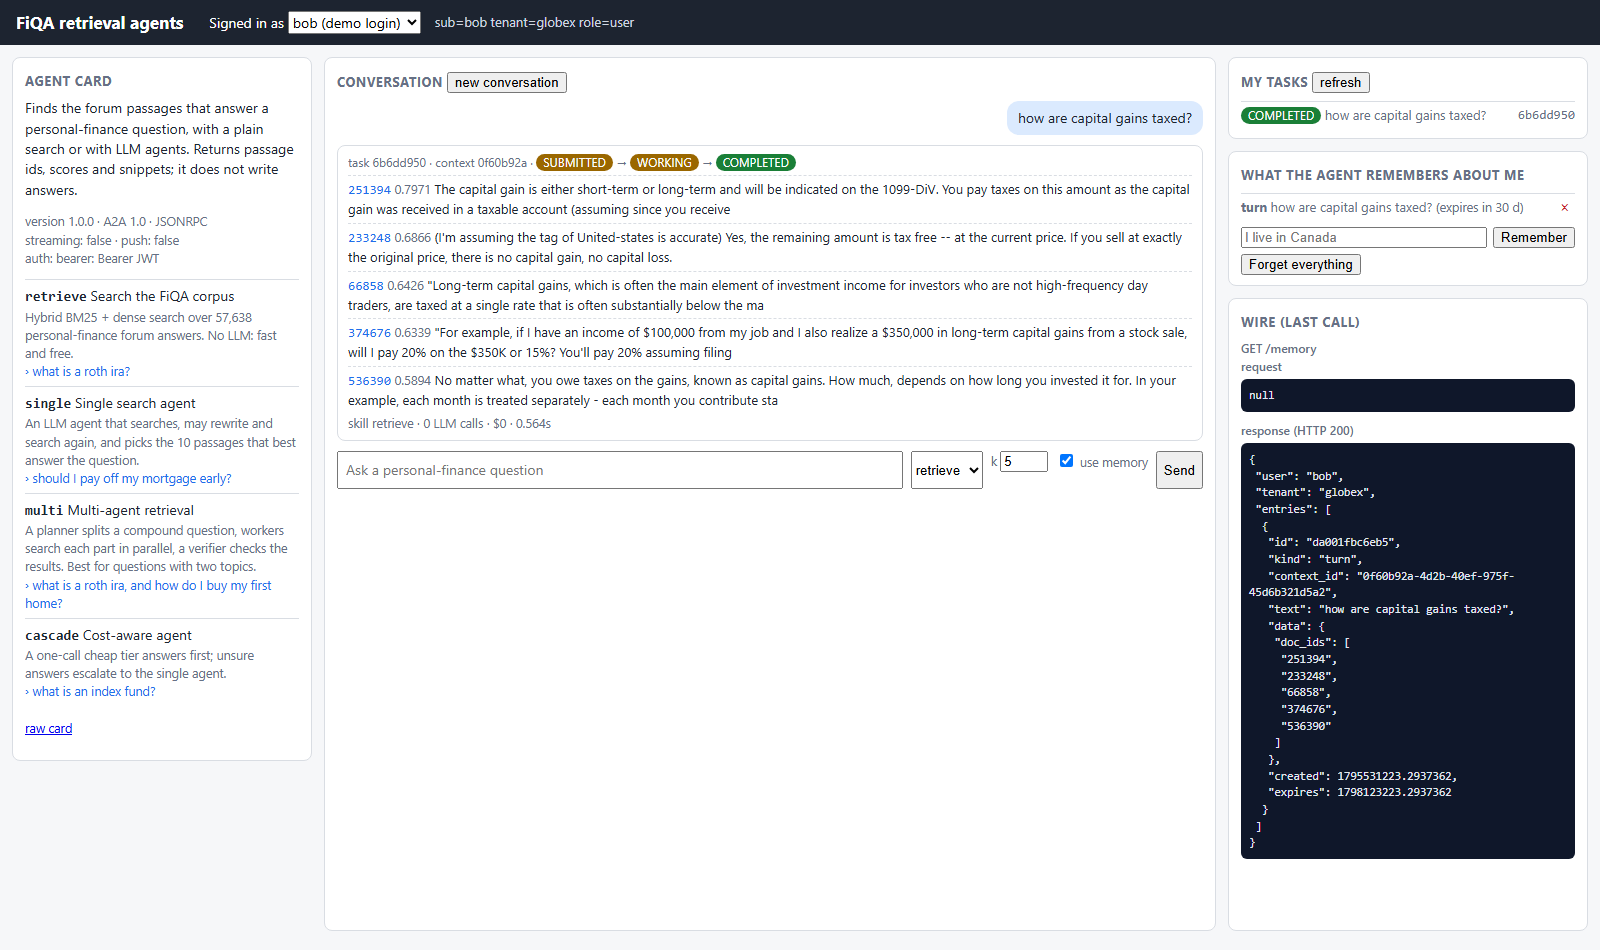 FiQA retrieval agents
Signed in as bob (demo login) sub=bob tenant=globex role=user
AGENT CARD
Finds the forum passages that answer a
personal-finance question, with a plain
search or with LLM agents. Returns passage
ids, scores and snippets; it does not write
answers.
version 1.0.0 · A2A 1.0 · JSONRPC
streaming: false · push: false
auth: bearer: Bearer JWT
retrieve Search the FiQA corpus
Hybrid BM25 + dense search over 57,638
personal-finance forum answers. No LLM: fast
and free.
› what is a roth ira?
single Single search agent
An LLM agent that searches, may rewrite and
search again, and picks the 10 passages that best
answer the question.
› should I pay off my mortgage early?
multi Multi-agent retrieval
A planner splits a compound question, workers
search each part in parallel, a verifier checks the
results. Best for questions with two topics.
› what is a roth ira, and how do I buy my first
home?
cascade Cost-aware agent
A one-call cheap tier answers first; unsure
answers escalate to the single agent.
› what is an index fund?
raw card
CONVERSATION new conversation
how are capital gains taxed?
task 6b6dd950 · context 0f60b92a · SUBMITTED → WORKING → COMPLETED
251394 0.7971 The capital gain is either short-term or long-term and will be indicated on the 1099-DiV. You pay taxes on this amount as the capital
gain was received in a taxable account (assuming since you receive
233248 0.6866 (I'm assuming the tag of United-states is accurate) Yes, the remaining amount is tax free -- at the current price. If you sell at exactly
the original price, there is no capital gain, no capital loss.
66858 0.6426 "Long-term capital gains, which is often the main element of investment income for investors who are not high-frequency day
traders, are taxed at a single rate that is often substantially below the ma
374676 0.6339 "For example, if I have an income of $100,000 from my job and I also realize a $350,000 in long-term capital gains from a stock sale,
will I pay 20% on the $350K or 15%? You'll pay 20% assuming filing
536390 0.5894 No matter what, you owe taxes on the gains, known as capital gains. How much, depends on how long you invested it for. In your
example, each month is treated separately - each month you contribute sta
skill retrieve · 0 LLM calls · $0 · 0.564s
Ask a personal-finance question retrieve k 5 use memory Send
MY TASKS refresh
COMPLETED how are capital gains taxed? 6b6dd950
WHAT THE AGENT REMEMBERS ABOUT ME
turn how are capital gains taxed? (expires in 30 d) ×
I live in Canada Remember
Forget everything
WIRE (LAST CALL)
GET /memory
request
null
response (HTTP 200)
{
"user": "bob",
"tenant": "globex",
"entries": [
{
"id": "da001fbc6eb5",
"kind": "turn",
"context_id": "0f60b92a-4d2b-40ef-975f-
45d6b321d5a2",
"text": "how are capital gains taxed?",
"data": {
"doc_ids": [
"251394",
"233248",
"66858",
"374676",
"536390"
]
},
"created": 1795531223.2937362,
"expires": 1798123223.2937362
}
]
}